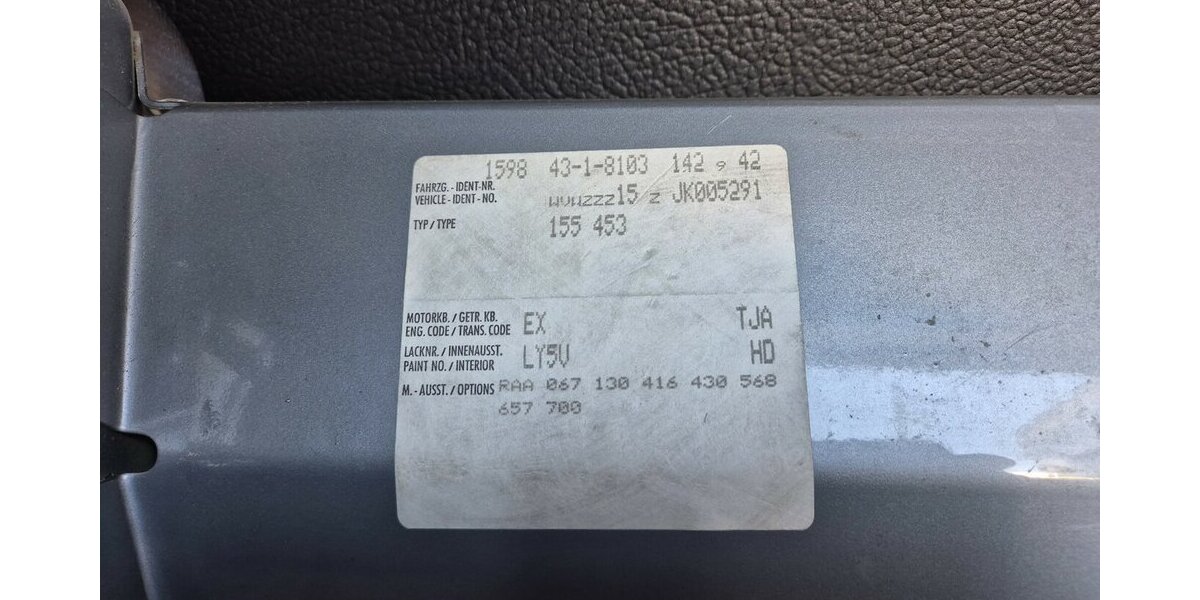 1598 43-1-8103 142 9 42
FAHRZG. - IDENT-NR.
VEHICLE - IDENT - NO. WVWZZZ15 Z JK005291
TYP / TYPE 155 453
MOTORKB. / GETR. KB.
ENG. CODE / TRANS. CODE EX TJA
LACKNR. / INNENAUSST.
PAINT NO. / INTERIOR LY5V HD
M. - AUSST. / OPTIONS RAA 067 130 416 430 568
657 700